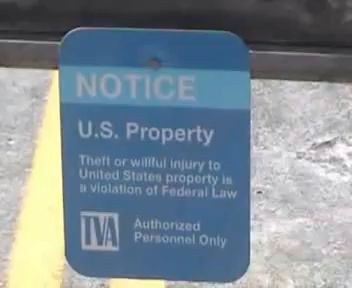 NOTICE
U.S. Property
Theft or willful injury to
United States property is
a violation of Federal Law
TVA
Authorized
Personnel Only